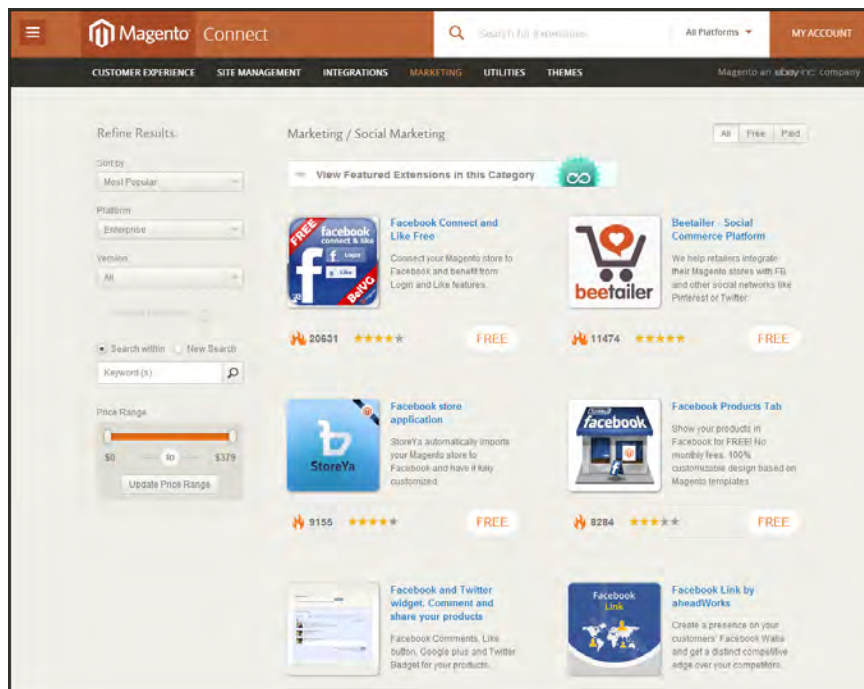 Magento Connect
Search for Extensions
All Platforms
MY ACCOUNT
CUSTOMER EXPERIENCE SITE MANAGEMENT INTEGRATIONS MARKETING UTILITIES THEMES
Magento an ebay inc company
Refine Results
Marketing / Social Marketing
All Free Paid
Sort by
Most Popular
Platform
Enterprise
Version
All
Search within New Search
Keyword (s)
Price Range
$0 to $379
Update Price Range
View Featured Extensions in this Category
FREE
facebook
connect & like
f Login
Like
BelVG
Facebook Connect and
Like Free
Connect your Magento store to
Facebook and benefit from
Login and Like features.
20631
FREE
beetailer
Beetailer - Social
Commerce Platform
We help retailers integrate
their Magento stores with FB
and other social networks like
Pinterest or Twitter.
11474
FREE
StoreYa
Facebook store
application
StoreYa automatically imports
your Magento store to
Facebook and have it fully
customized
9155
FREE
facebook
Facebook Products Tab
Show your products in
Facebook for FREE! No
monthly fees. 100%
customizable design based on
Magento templates
8284
FREE
Facebook and Twitter
widget, Comment and
share your products
Facebook Comments, Like
button, Google plus and Twitter
Badget for your products.
Facebook
Link
Facebook Link by
aheadWorks
Create a presence on your
customers' Facebook Walls
and get a distinct competitive
edge over your competitors